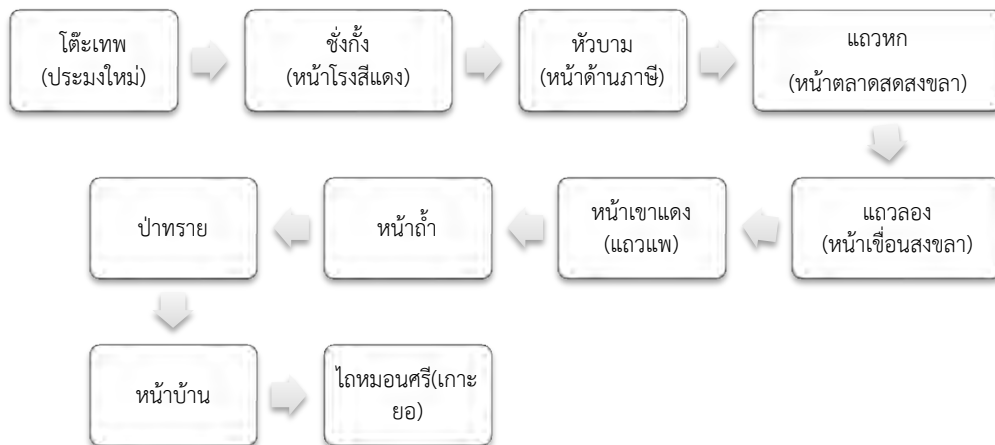 โต๊ะเทพ
(ประมงใหม่)
ชั่งกั้ง
(หน้าโรงสีแดง)
หัวบาม
(หน้าด้านภาษี)
แถวหก
(หน้าตลาดสดสงขลา)
แถวลอง
(หน้าเขื่อนสงขลา)
หน้าเขาแดง
(แถวแพ)
หน้าถ้ำ
ป่าทราย
หน้าบ้าน
ไถหมอนศรี(เกาะ
ยอ)